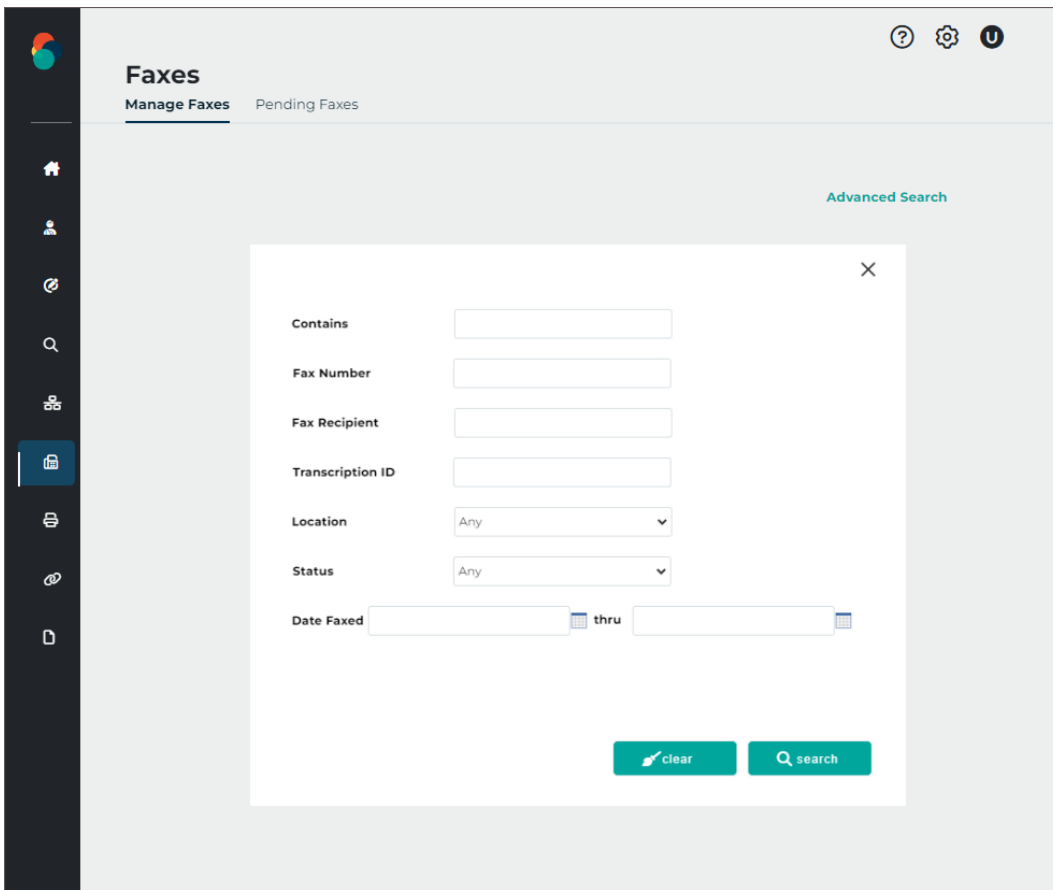 U
Faxes
Manage Faxes Pending Faxes
Advanced Search
Contains
Fax Number
Fax Recipient
Transcription ID
Location Any
Status Any
Date Faxed thru
clear search